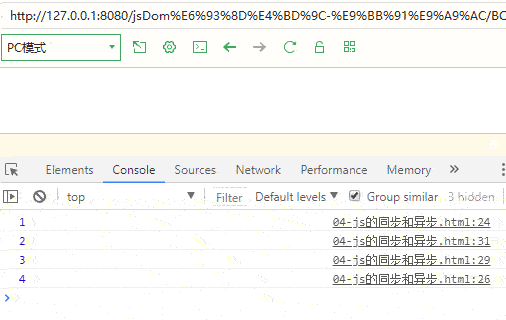 http://127.0.0.1:8080/jsDom%E6%93%8D%E4%BD%9C-%E9%BB%91%E9%A9%AC/BC
PC模式
Elements Console Sources Network Performance Memory »
top Filter Default levels Group similar 3 hidden
1 04-js的同步和异步.html:24
2 04-js的同步和异步.html:31
3 04-js的同步和异步.html:29
4 04-js的同步和异步.html:26
>